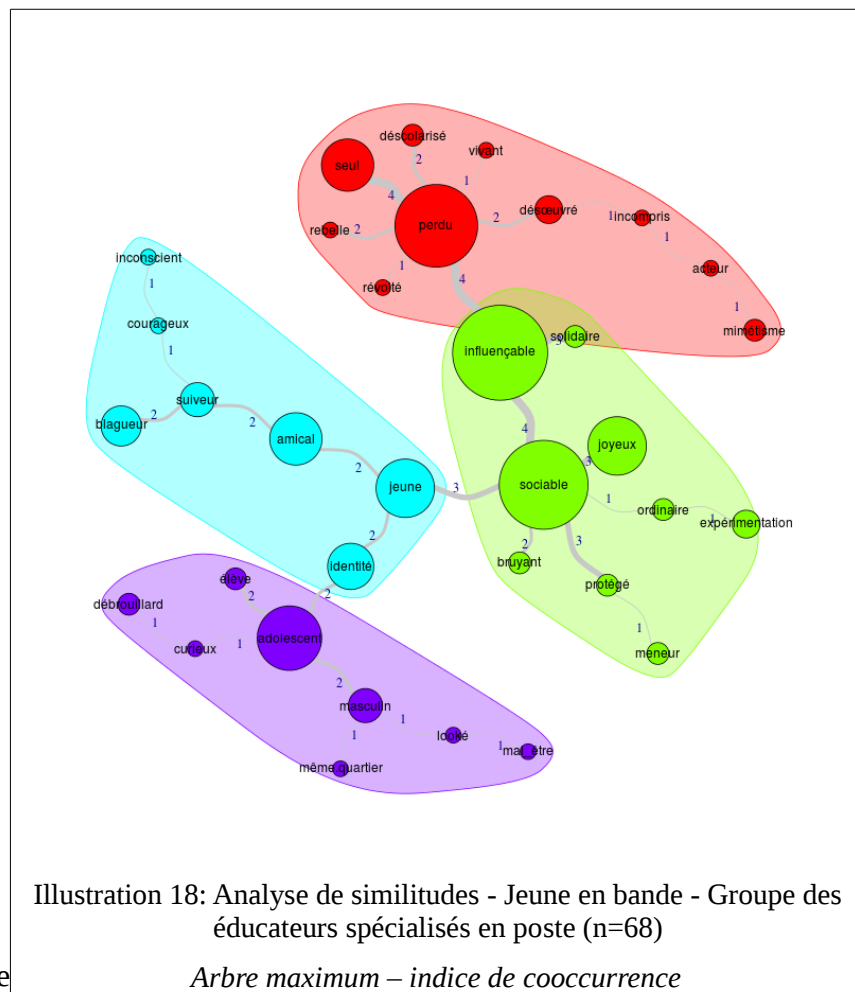 déscolarisé
vivant
seul
2
1
4
perdu
2
désœuvré
1
incompris
rebelle
2
1
1
acteur
révolté
4
1
mimétisme
inconscient
1
courageux
1
solidaire
3
influençable
suiveur
blagueur
2
2
amical
4
joyeux
3
2
jeune
3
sociable
1
ordinaire
1
expérimentation
2
2
3
bruyant
identité
protégé
élève
2
2
débrouillard
1
adolescent
1
curieux
1
meneur
2
masculin
1
1
looké
1
mal_être
même.quartier
Illustration 18: Analyse de similitudes - Jeune en bande - Groupe des
éducateurs spécialisés en poste (n=68)
e
Arbre maximum – indice de cooccurrence